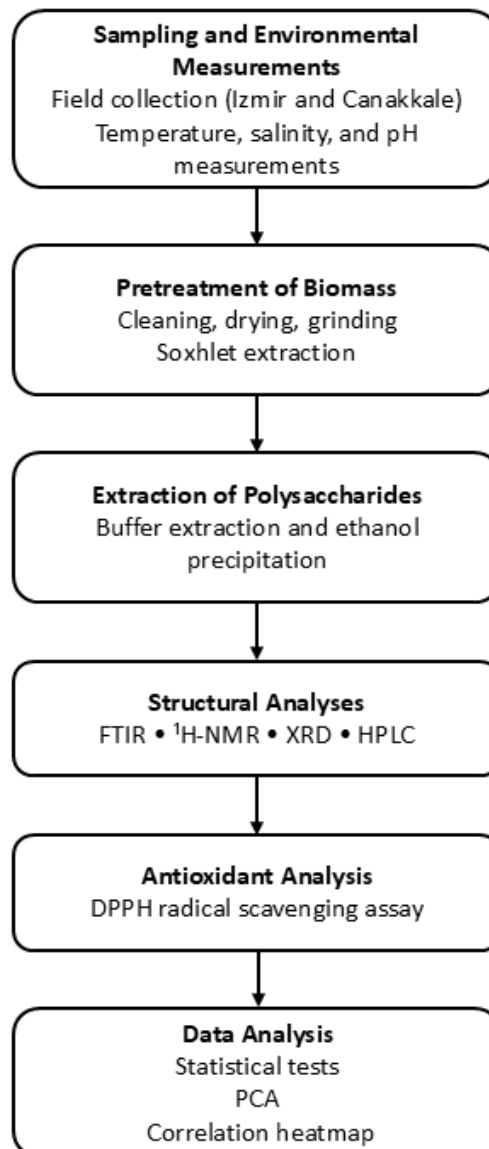 Sampling and Environmental
Measurements
Field collection (Izmir and Canakkale)
Temperature, salinity, and pH
measurements
Pretreatment of Biomass
Cleaning, drying, grinding
Soxhlet extraction
Extraction of Polysaccharides
Buffer extraction and ethanol
precipitation
Structural Analyses
FTIR • ¹H-NMR • XRD • HPLC
Antioxidant Analysis
DPPH radical scavenging assay
Data Analysis
Statistical tests
PCA
Correlation heatmap